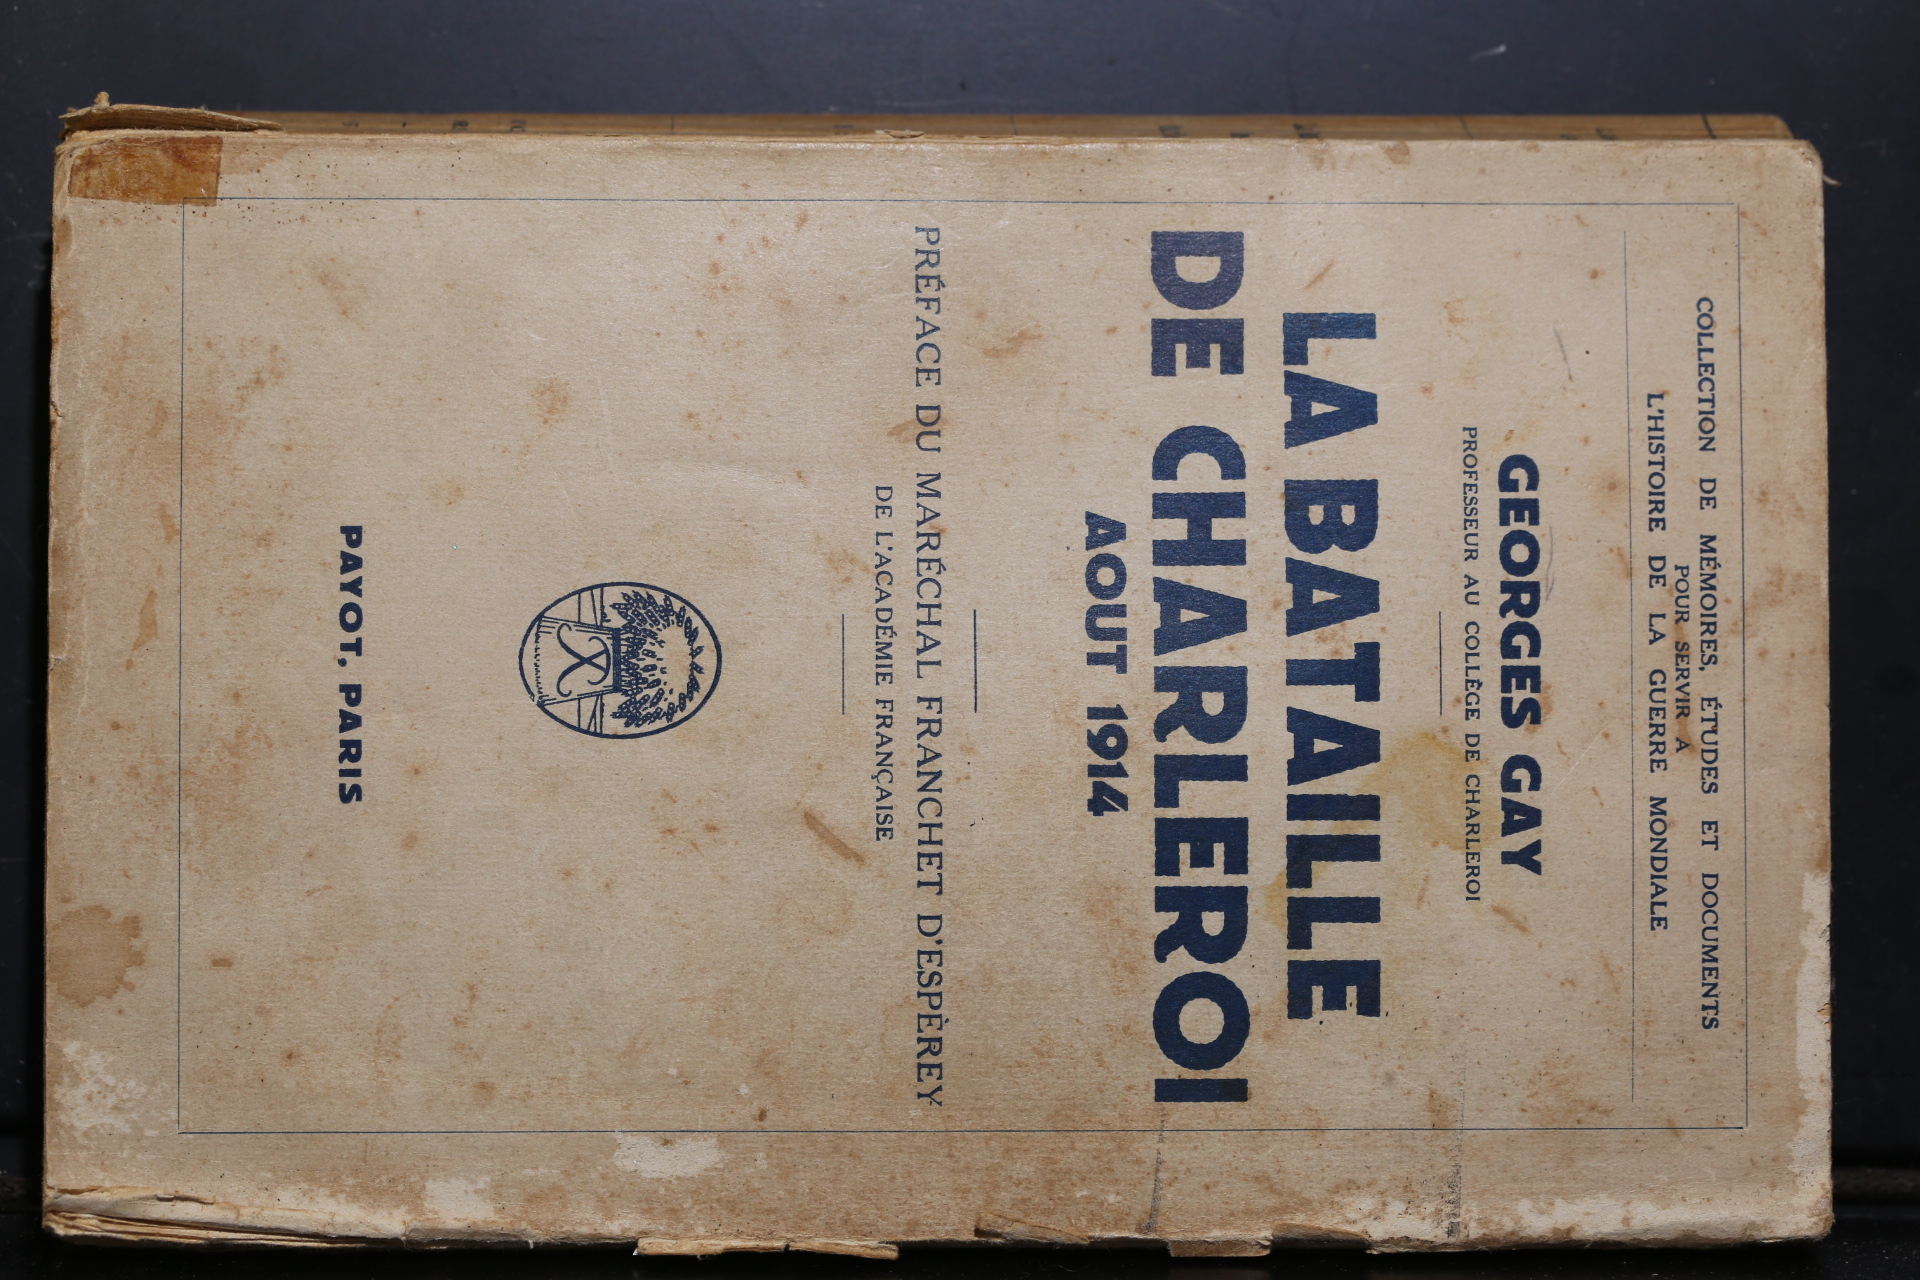 COLLECTION DE MÉMOIRES, ÉTUDES ET DOCUMENTS
POUR SERVIR A
L'HISTOIRE DE LA GUERRE MONDIALE
GEORGES GAY
PROFESSEUR AU COLLÈGE DE CHARLEROI
LA BATAILLE
DE CHARLEROI
AOUT 1914
PRÉFACE DU MARÉCHAL FRANCHET D'ESPÈREY
DE L'ACADÉMIE FRANÇAISE
PAYOT, PARIS